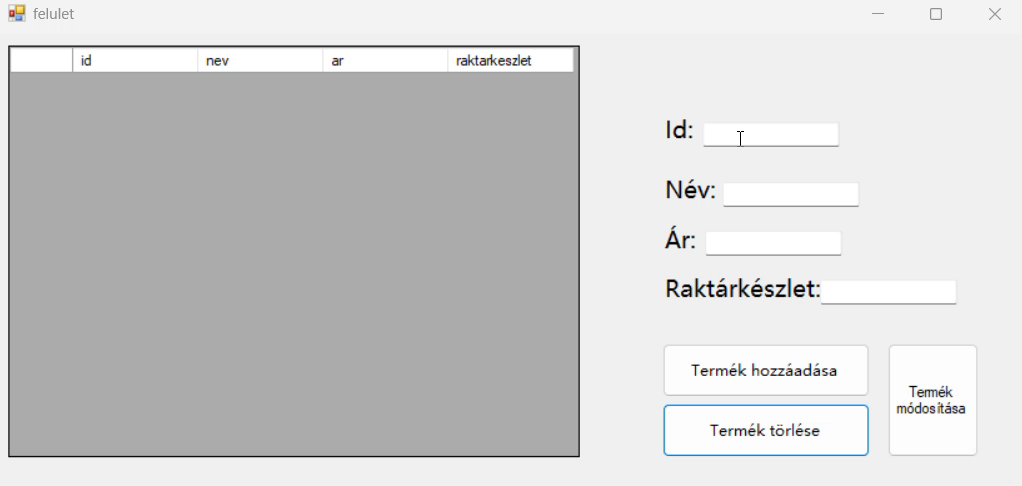 felulet
id nev ar raktarkeszlet
Id:
Név:
Ár:
Raktárkészlet:
Termék hozzáadása
Termék törlése
Termék
módosítása